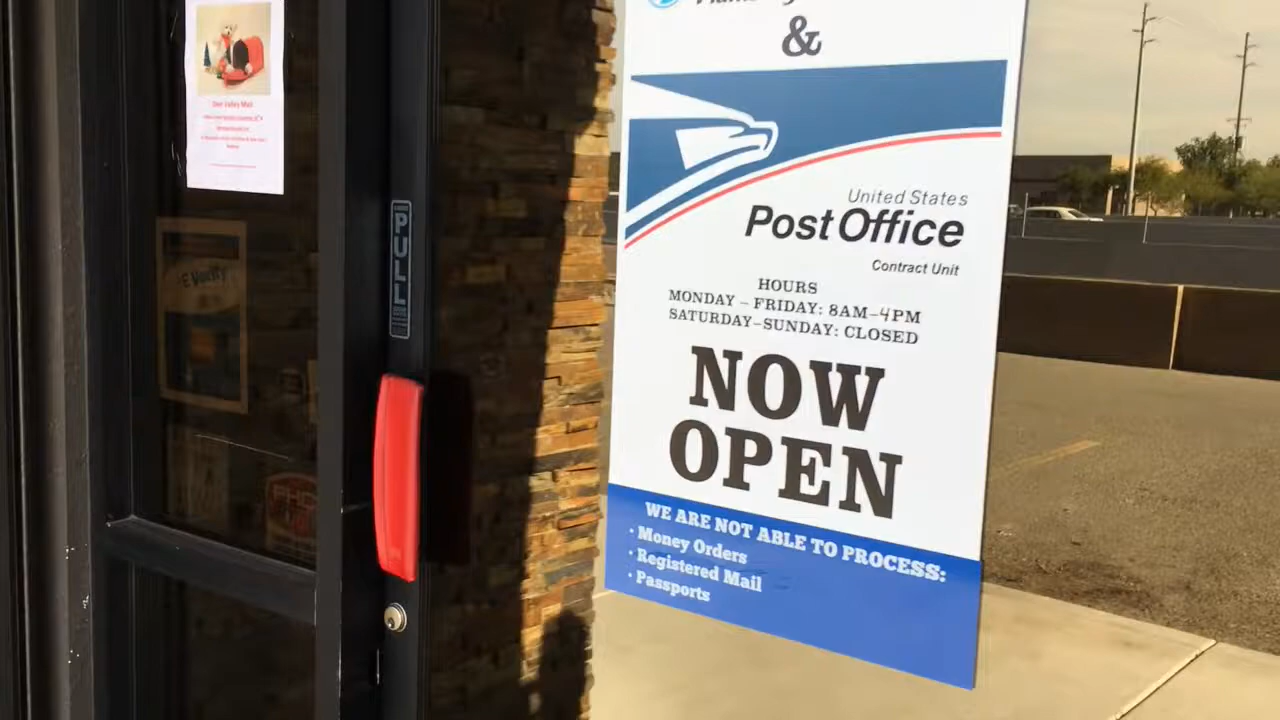 &
United States
Post Office
Contract Unit
HOURS
MONDAY – FRIDAY: 8AM–4PM
SATURDAY–SUNDAY: CLOSED
NOW
OPEN
WE ARE NOT ABLE TO PROCESS:
· Money Orders
· Registered Mail
· Passports
PULL